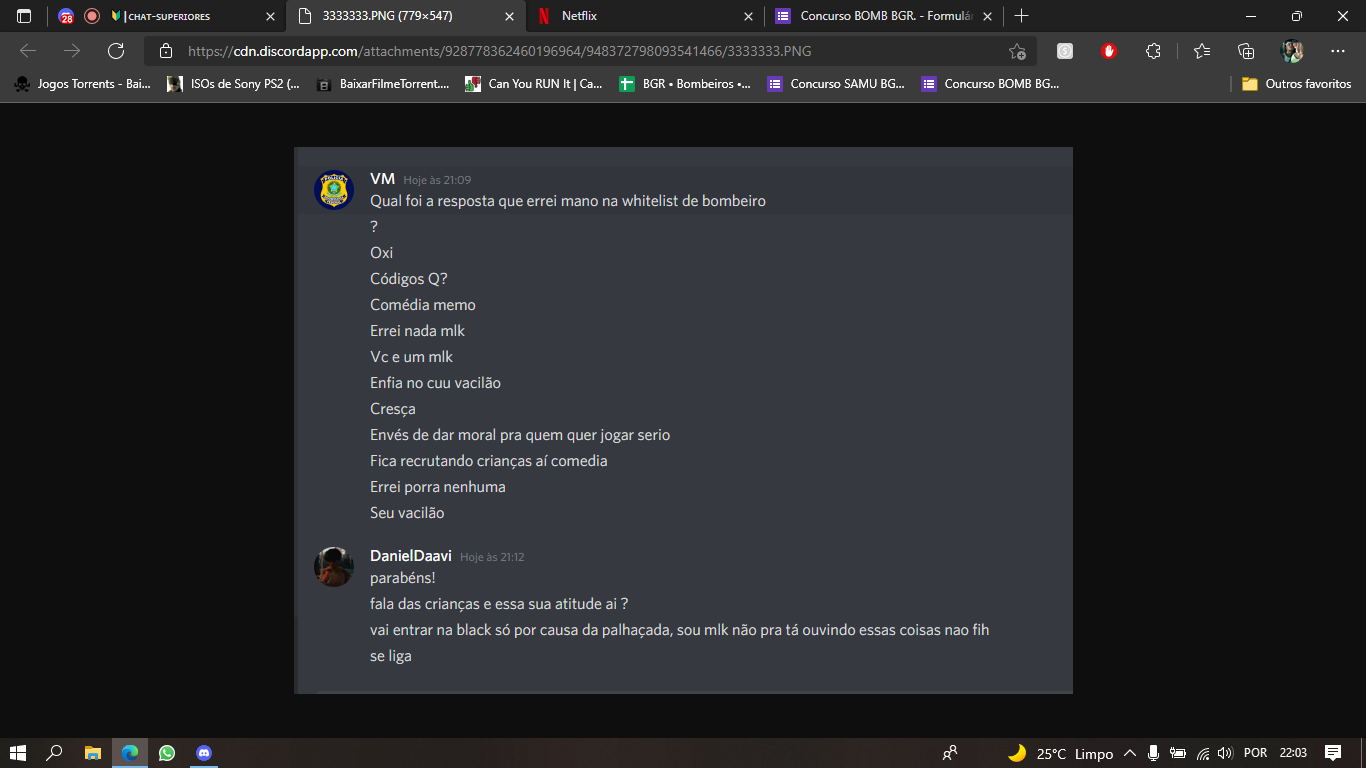 28
| CHAT-SUPERIORES
3333333.PNG (779×547)
Netflix
Concurso BOMB BGR. - Formulár
https://cdn.discordapp.com/attachments/928778362460196964/948372798093541466/3333333.PNG
Jogos Torrents - Bai...
ISOs de Sony PS2 (...
BaixarFilmeTorrent...
Can You RUN It | Ca...
BGR • Bombeiros •...
Concurso SAMU BG...
Concurso BOMB BG...
Outros favoritos
VM Hoje às 21:09
Qual foi a resposta que errei mano na whitelist de bombeiro
?
Oxi
Códigos Q?
Comédia memo
Errei nada mlk
Vc e um mlk
Enfia no cuu vacilão
Cresça
Envés de dar moral pra quem quer jogar serio
Fica recrutando crianças aí comedia
Errei porra nenhuma
Seu vacilão
DanielDaavi Hoje às 21:12
parabéns!
fala das crianças e essa sua atitude ai ?
vai entrar na black só por causa da palhaçada, sou mlk não pra tá ouvindo essas coisas nao fih
se liga
25°C Limpo
POR
22:03